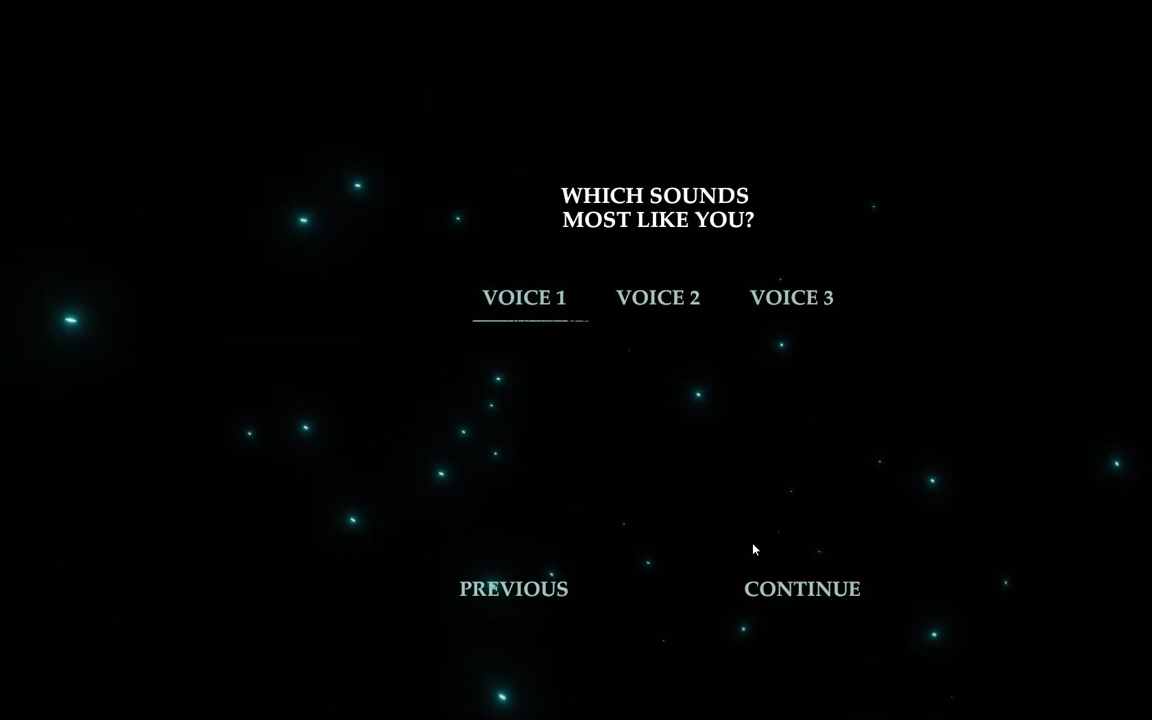 WHICH SOUNDS
MOST LIKE YOU?
VOICE 1 VOICE 2 VOICE 3
PREVIOUS CONTINUE